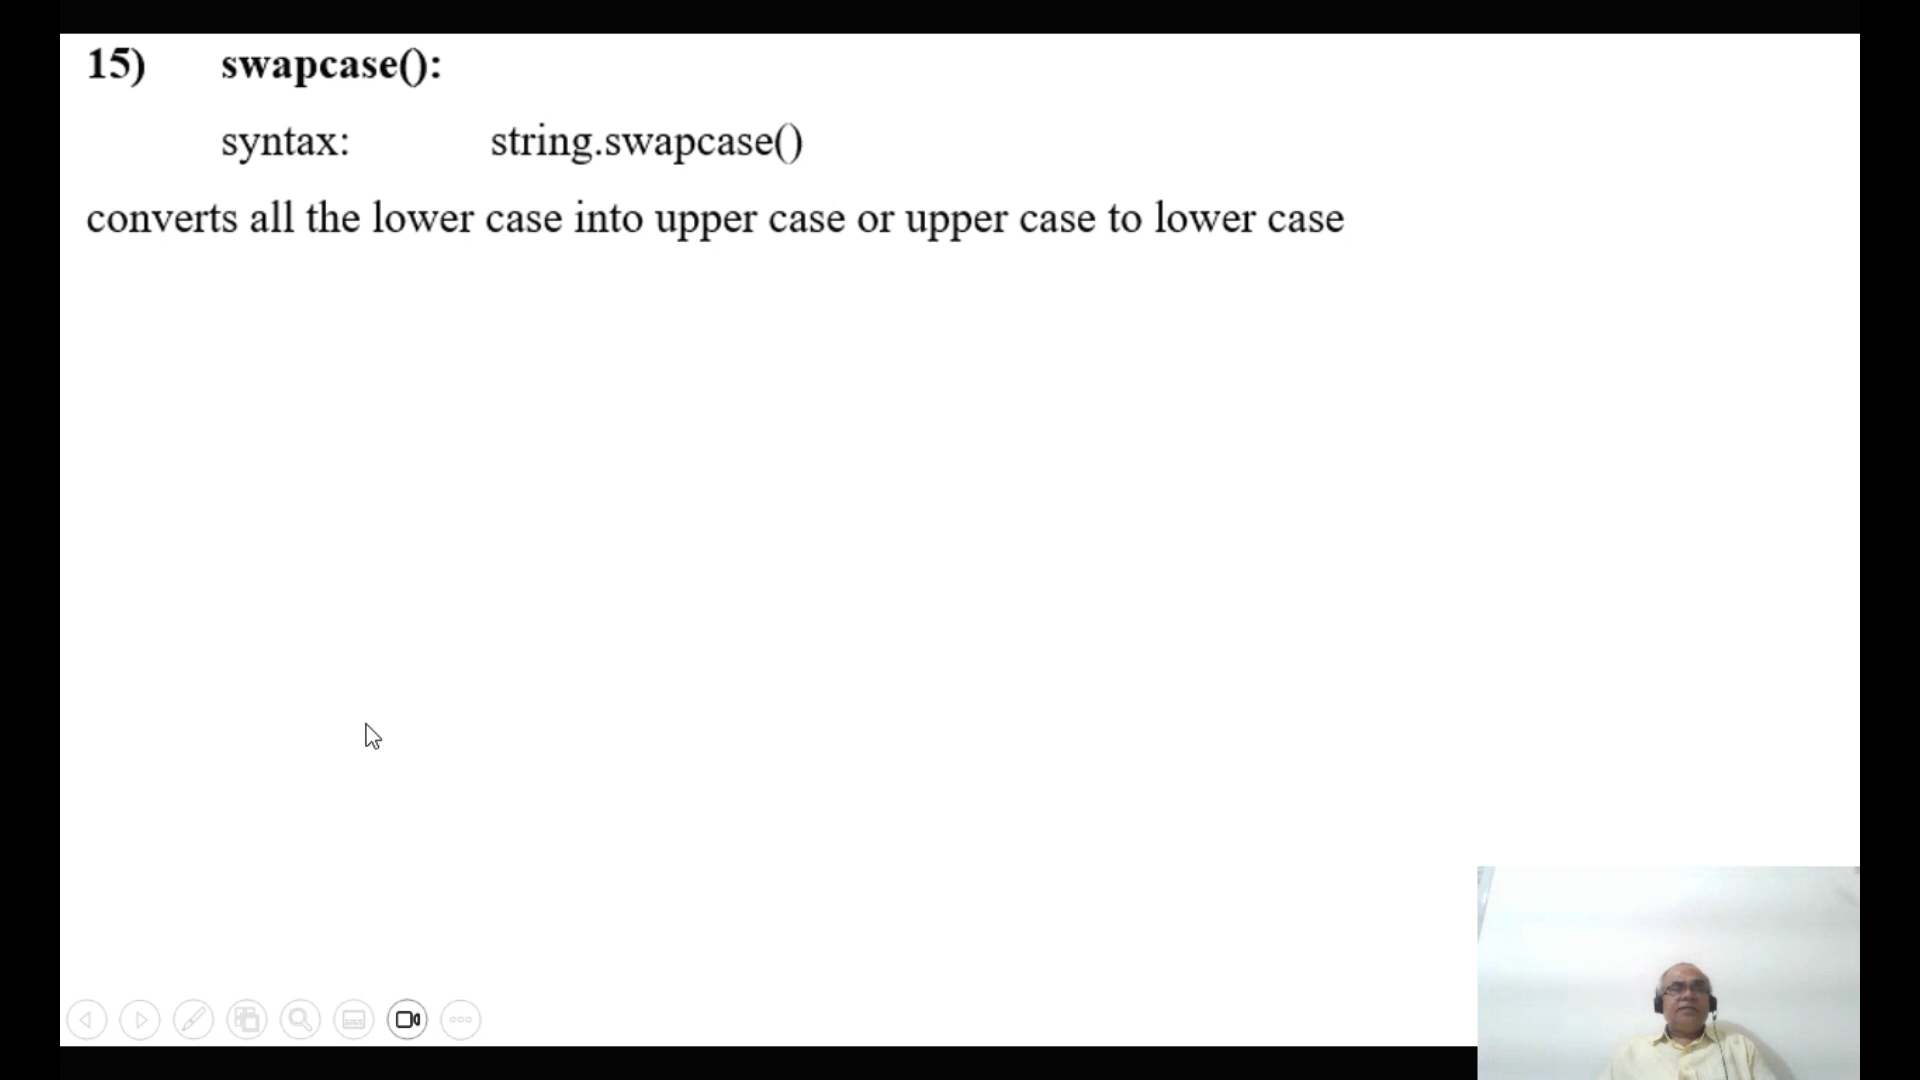 15) swapcase():
syntax: string.swapcase()
converts all the lower case into upper case or upper case to lower case